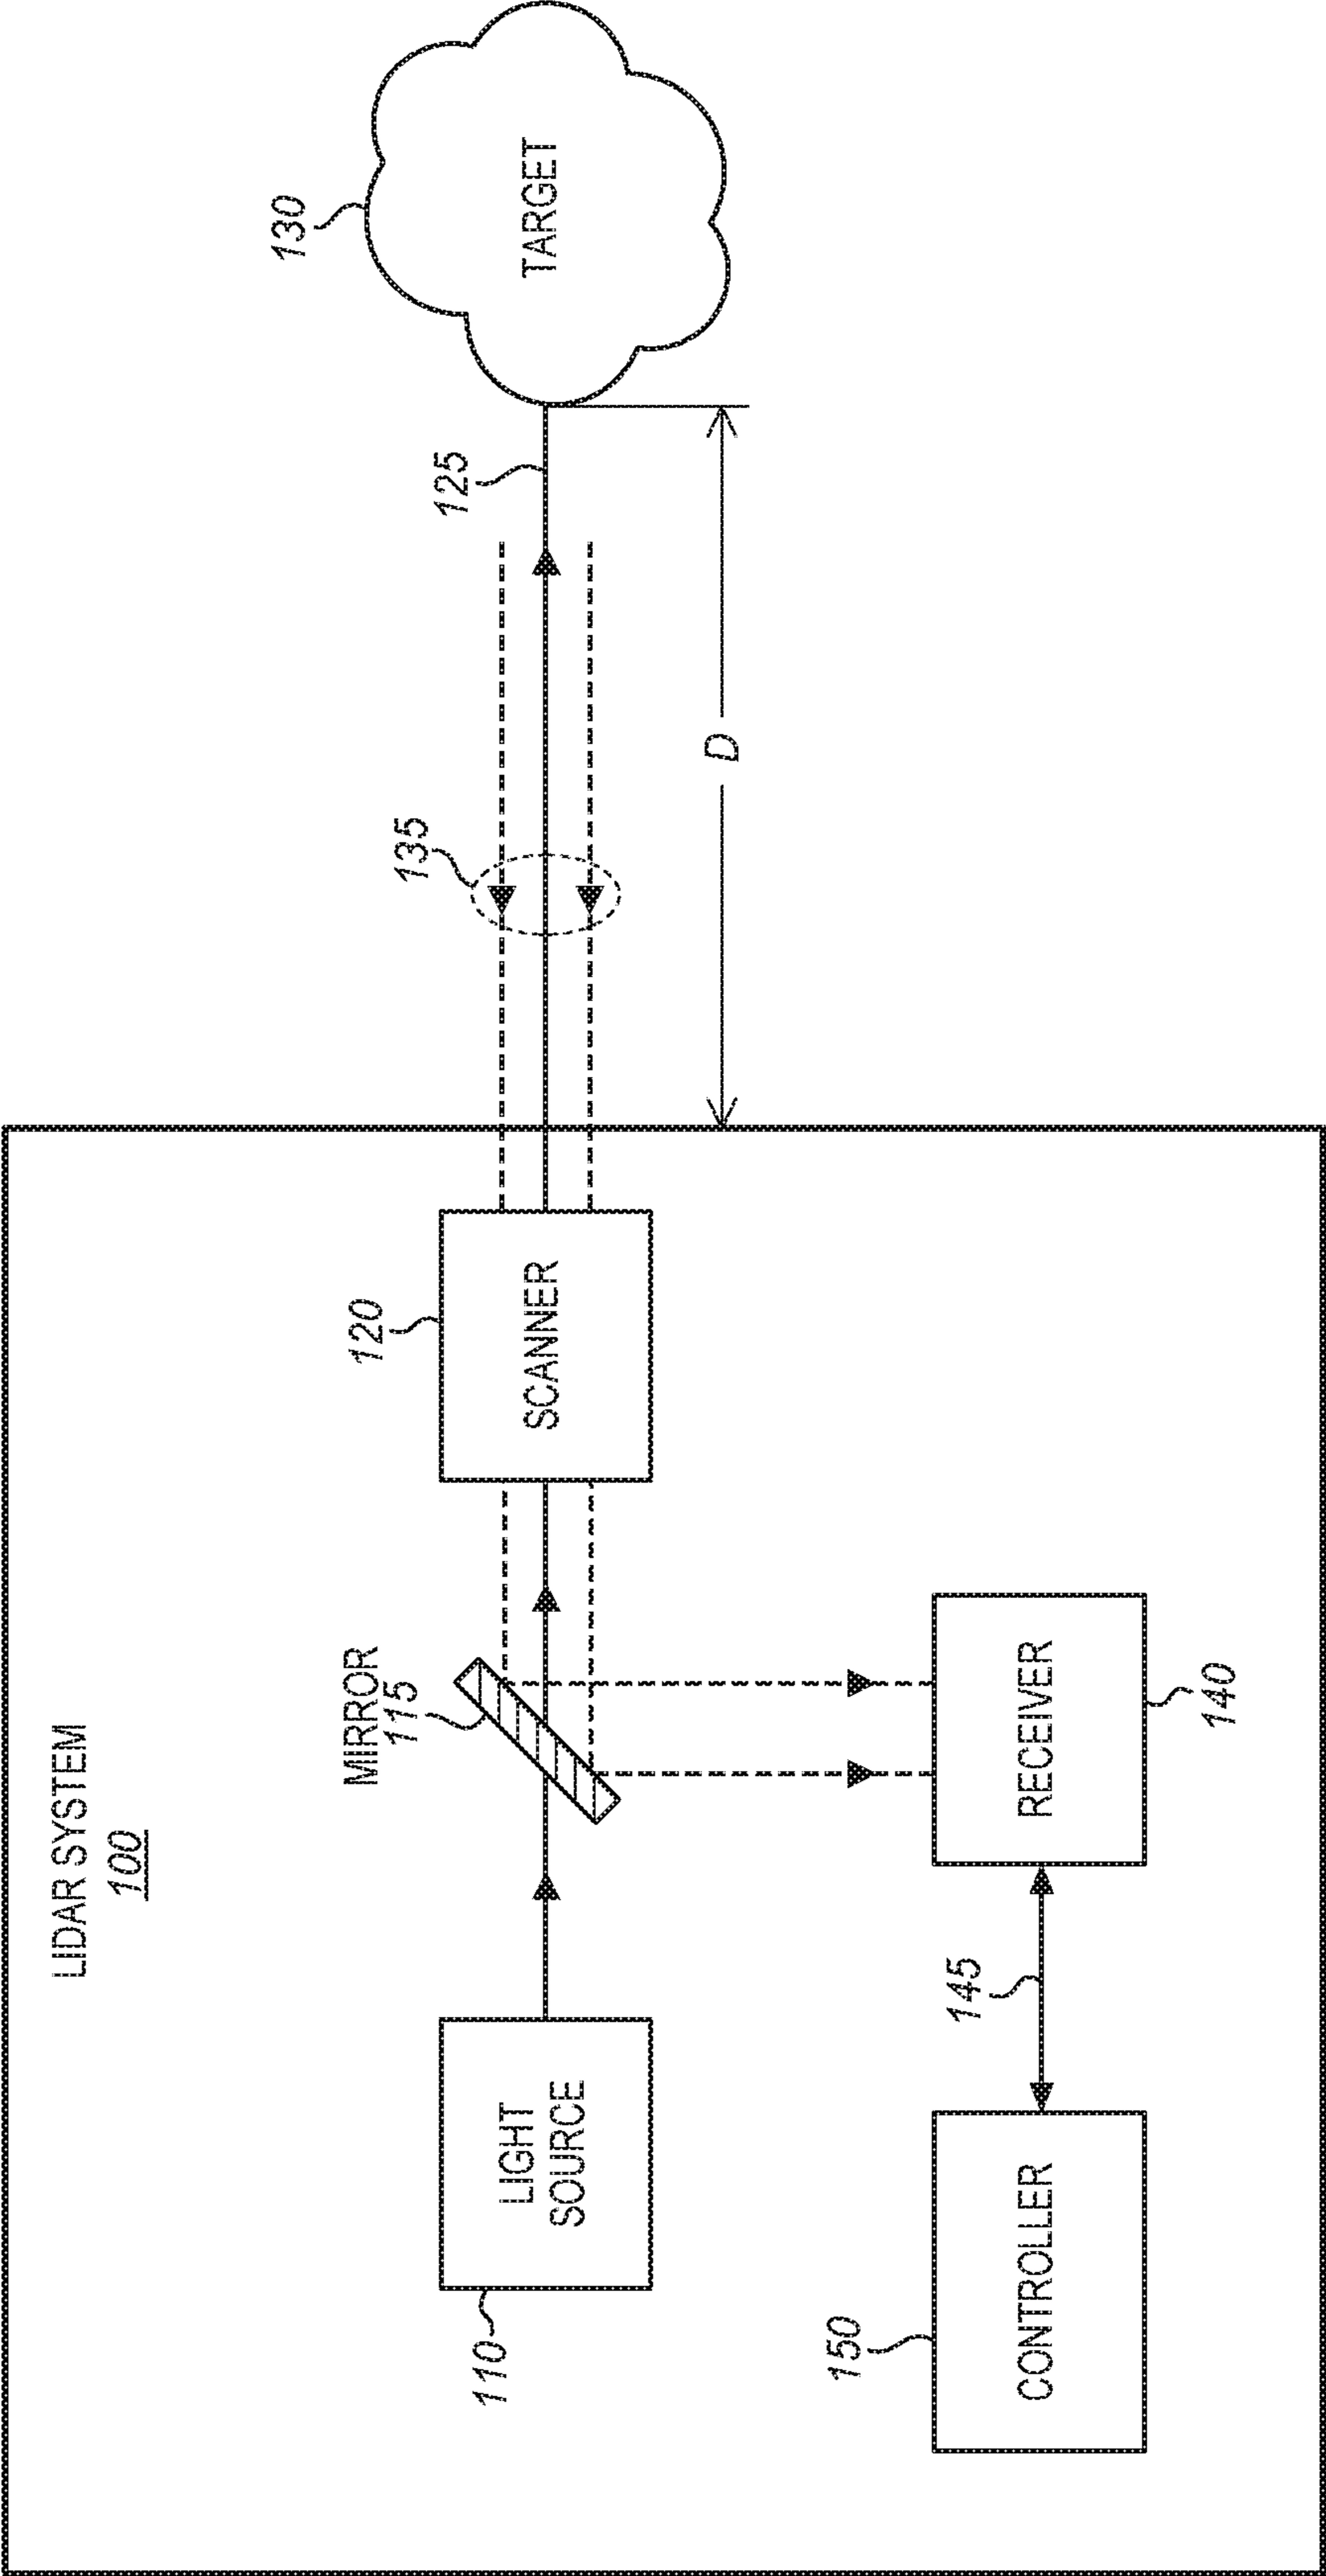 LIDAR SYSTEM
100
110
LIGHT
SOURCE
MIRROR
115
120
SCANNER
135
125
130
TARGET
D
150
CONTROLLER
145
RECEIVER
140